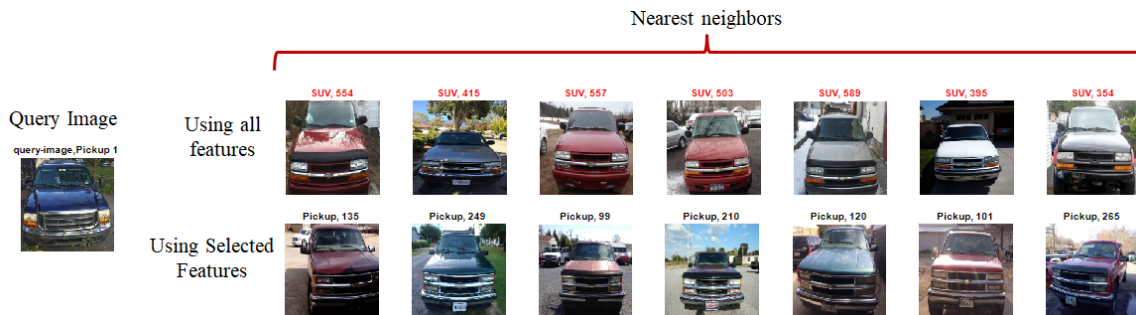 Nearest neighbors
SUV, 554 SUV, 415 SUV, 557 SUV, 503 SUV, 589 SUV, 395 SUV, 354
Query Image
query-image,Pickup 1
Using all
features
Pickup, 135 Pickup, 249 Pickup, 99 Pickup, 210 Pickup, 120 Pickup, 101 Pickup, 265
Using Selected
Features